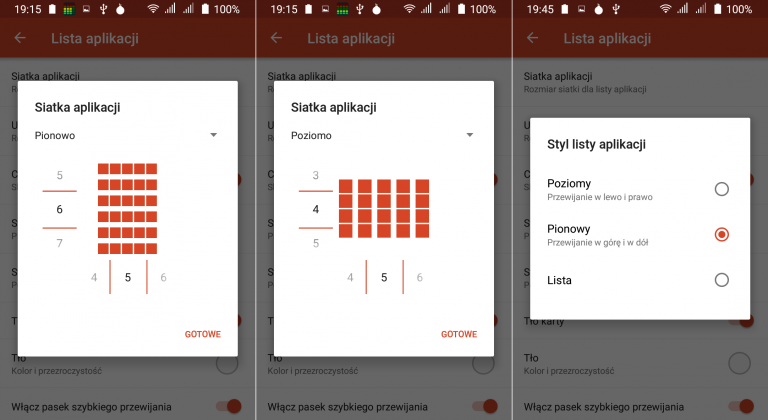 19:15
100%
Lista aplikacji
Siatka aplikacji
Siatka aplikacji
Pionowo
5
6
7
4 5 6
GOTOWE
Tło
Kolor i przezroczystość
Włącz pasek szybkiego przewijania
19:15
100%
Lista aplikacji
Siatka aplikacji
Siatka aplikacji
Poziomo
3
4
5
4 5 6
GOTOWE
Tło
Kolor i przezroczystość
Włącz pasek szybkiego przewijania
19:45
100%
Lista aplikacji
Siatka aplikacji
Rozmiar siatki dla listy aplikacji
Styl listy aplikacji
Poziomy
Przewijanie w lewo i prawo
Pionowy
Przewijanie w górę i w dół
Lista
Tło karty
Tło
Kolor i przezroczystość
Włącz pasek szybkiego przewijania